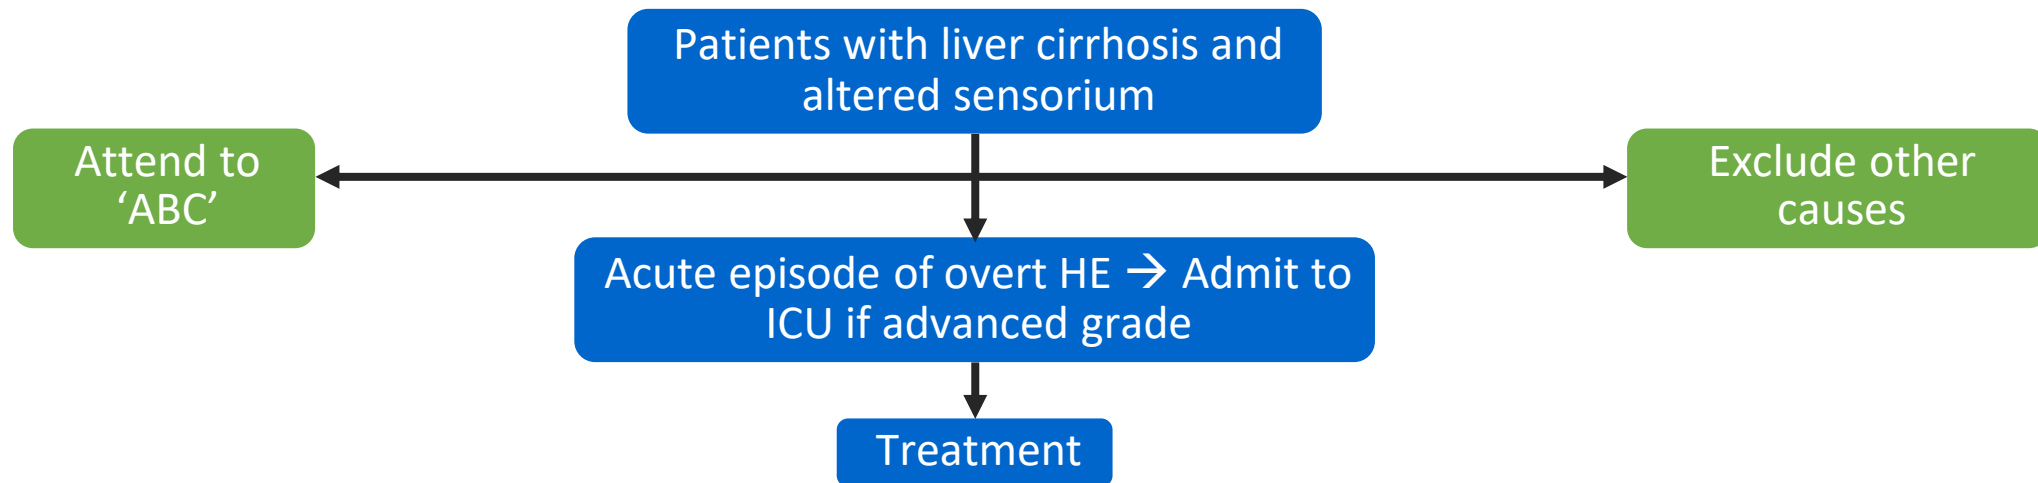 Patients with liver cirrhosis and
altered sensorium
Attend to
‘ABC’
Exclude other
causes
Acute episode of overt HE → Admit to
ICU if advanced grade
Treatment